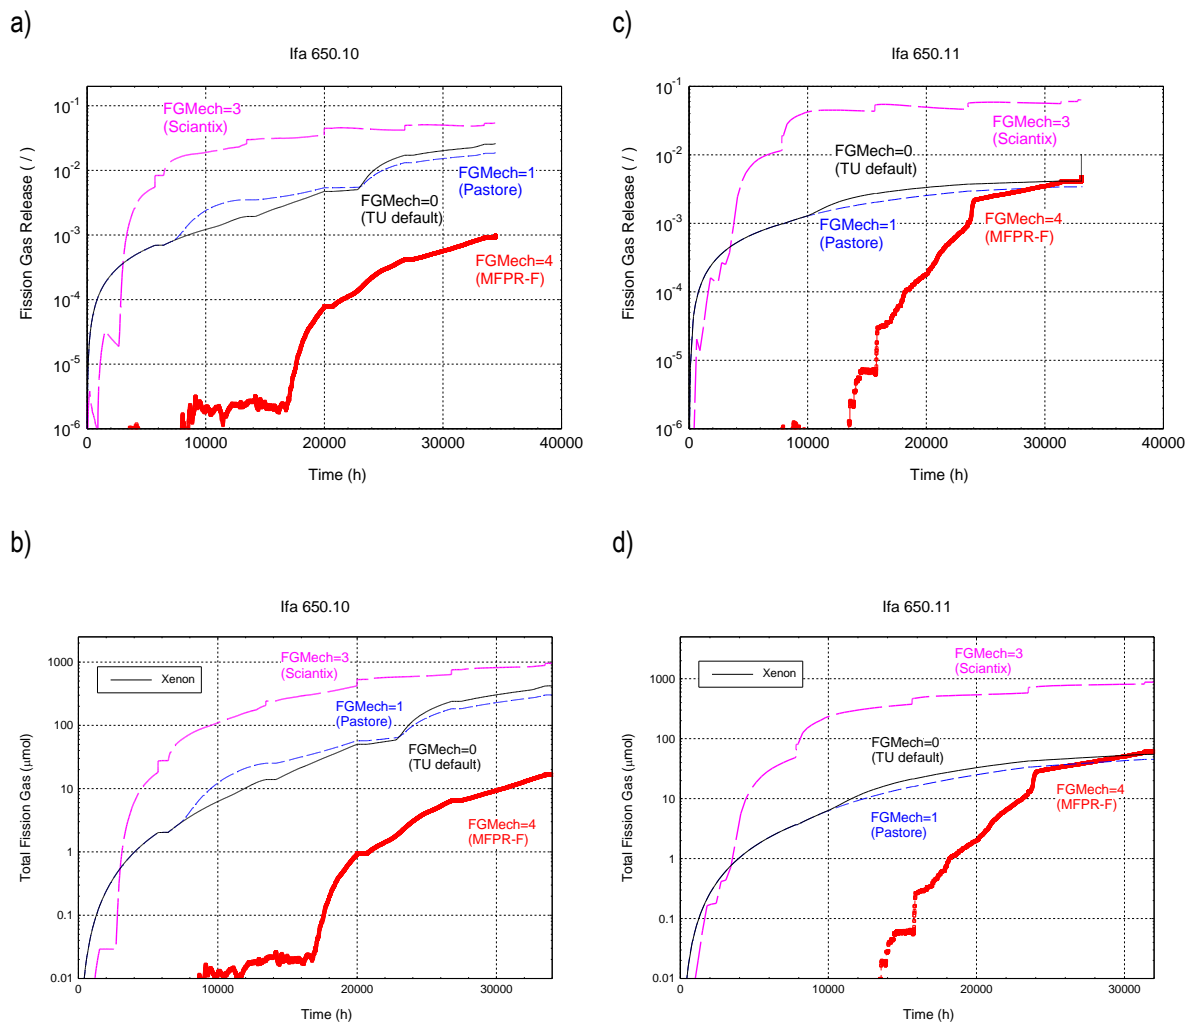 a)
Ifa 650.10
Fission Gas Release ( / )
10-1
10-2
10-3
10-4
10-5
10-6
FGMech=3
(Sciantix)
FGMech=1
(Pastore)
FGMech=0
(TU default)
FGMech=4
(MFPR-F)
0 10000 20000 30000 40000
Time (h)
c)
Ifa 650.11
Fission Gas Release ( / )
10-1
10-2
10-3
10-4
10-5
10-6
FGMech=3
(Sciantix)
FGMech=0
(TU default)
FGMech=1
(Pastore)
FGMech=4
(MFPR-F)
0 10000 20000 30000 40000
Time (h)
b)
Ifa 650.10
Total Fission Gas (μmol)
1000
100
10
1
0.1
0.01
Xenon
FGMech=3
(Sciantix)
FGMech=1
(Pastore)
FGMech=0
(TU default)
FGMech=4
(MFPR-F)
0 10000 20000 30000
Time (h)
d)
Ifa 650.11
Total Fission Gas (μmol)
1000
100
10
1
0.1
0.01
Xenon
FGMech=3
(Sciantix)
FGMech=0
(TU default)
FGMech=4
(MFPR-F)
FGMech=1
(Pastore)
0 10000 20000 30000
Time (h)